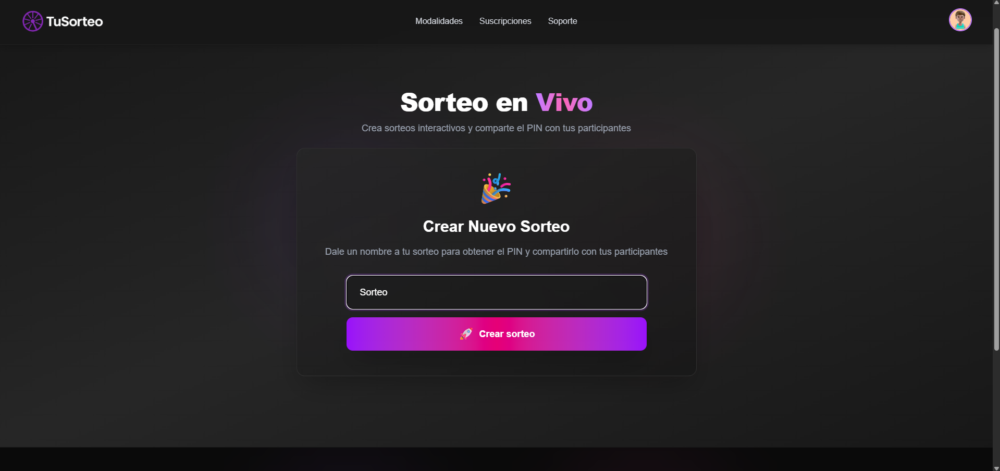 TuSorteo
Modalidades Suscripciones Soporte
Sorteo en Vivo
Crea sorteos interactivos y comparte el PIN con tus participantes
Crear Nuevo Sorteo
Dale un nombre a tu sorteo para obtener el PIN y compartirlo con tus participantes
Sorteo
Crear sorteo